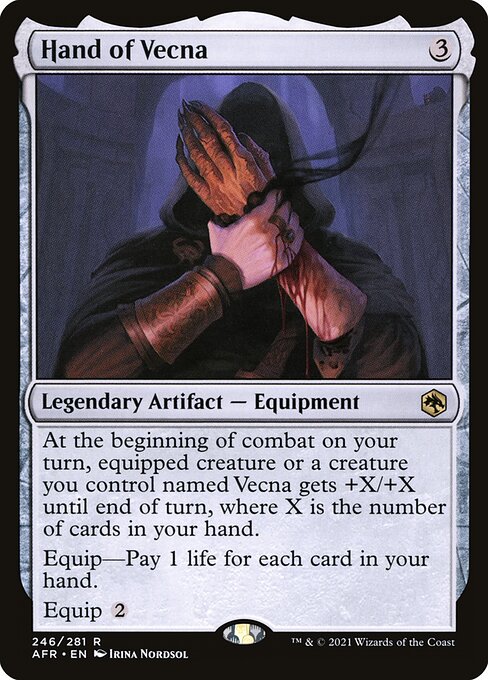 Hand of Vecna 3
Legendary Artifact — Equipment
At the beginning of combat on your
turn, equipped creature or a creature
you control named Vecna gets +X/+X
until end of turn, where X is the number
of cards in your hand.
Equip—Pay 1 life for each card in your
hand.
Equip 2
246/281 R
™ & © 2021 Wizards of the Coast
AFR • EN Irina Nordsol